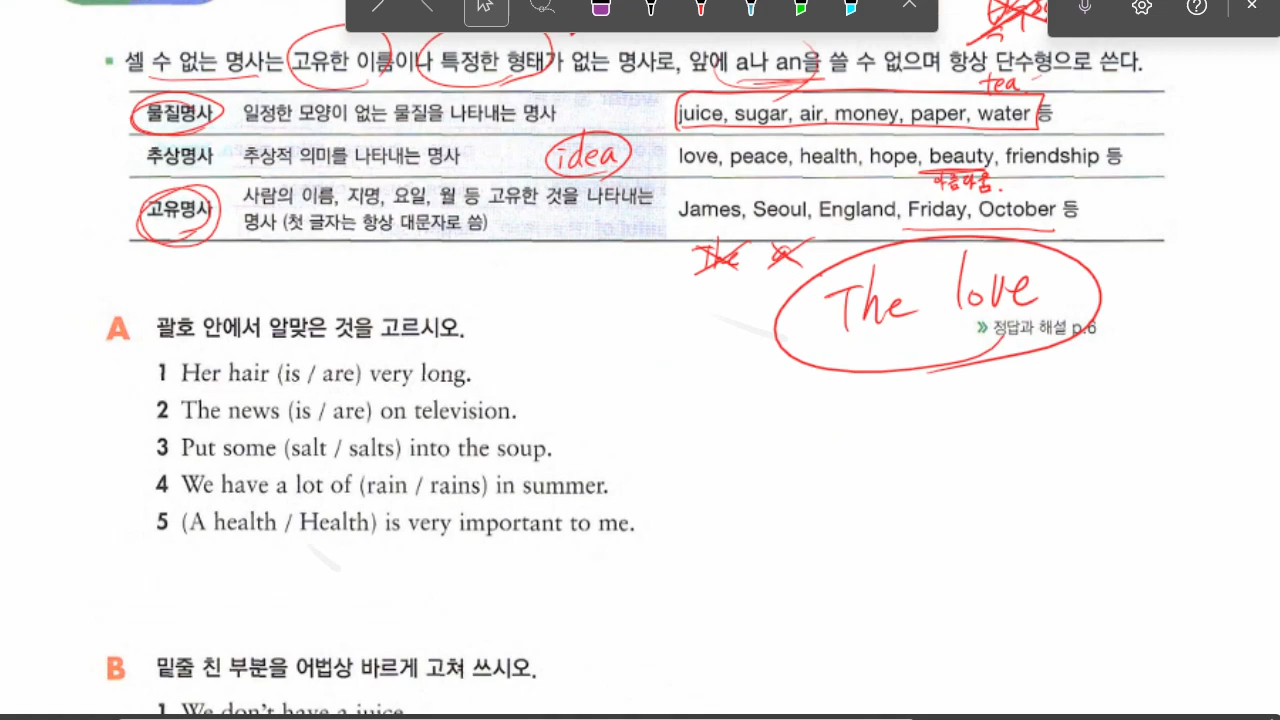 셀 수 없는 명사는 고유한 이름이나 특정한 형태가 없는 명사로, 앞에 a나 an을 쓸 수 없으며 항상 단수형으로 쓴다.
tea
물질명사 일정한 모양이 없는 물질을 나타내는 명사 juice, sugar, air, money, paper, water 등
추상명사 추상적 의미를 나타내는 명사 idea love, peace, health, hope, beauty, friendship 등
아름다움.
고유명사 사람의 이름, 지명, 요일, 월 등 고유한 것을 나타내는 명사 (첫 글자는 항상 대문자로 씀) James, Seoul, England, Friday, October 등
The a
The love
» 정답과 해설 p.6
A 괄호 안에서 알맞은 것을 고르시오.
1 Her hair (is / are) very long.
2 The news (is / are) on television.
3 Put some (salt / salts) into the soup.
4 We have a lot of (rain / rains) in summer.
5 (A health / Health) is very important to me.
B 밑줄 친 부분을 어법상 바르게 고쳐 쓰시오.
1 We don't have a juice